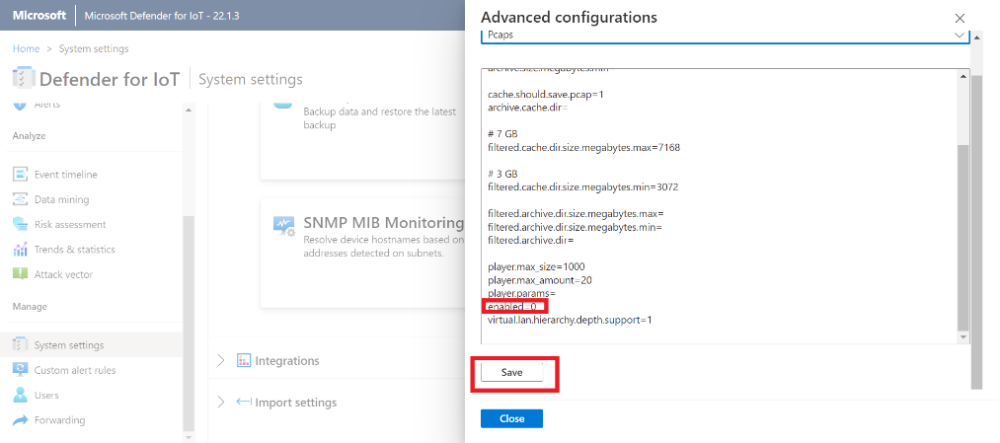 Microsoft | Microsoft Defender for IoT - 22.1.3
Home > System settings
Defender for IoT | System settings
Alerts
Analyze
Event timeline
Data mining
Risk assessment
Trends & statistics
Attack vector
Manage
System settings
Custom alert rules
Users
Forwarding
Backup data and restore the latest
backup
SNMP MIB Monitoring
Resolve device hostnames based on
addresses detected on subnets.
Integrations
Import settings
Advanced configurations
Pcaps
archive.size.megabytes.min=
cache.should.save.pcap=1
archive.cache.dir=
# 7 GB
filtered.cache.dir.size.megabytes.max=7168
# 3 GB
filtered.cache.dir.size.megabytes.min=3072
filtered.archive.dir.size.megabytes.max=
filtered.archive.dir.size.megabytes.min=
filtered.archive.dir=
player.max_size=1000
player.max_amount=20
player.params=
enabled=0
virtual.lan.hierarchy.depth.support=1
Save
Close